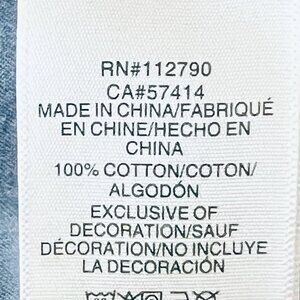 RN#112790
CA#57414
MADE IN CHINA/FABRIQUÉ
EN CHINE/HECHO EN
CHINA
100% COTTON/COTON/
ALGODÓN
EXCLUSIVE OF
DECORATION/SAUF
DÉCORATION/NO INCLUYE
LA DECORACIÓN